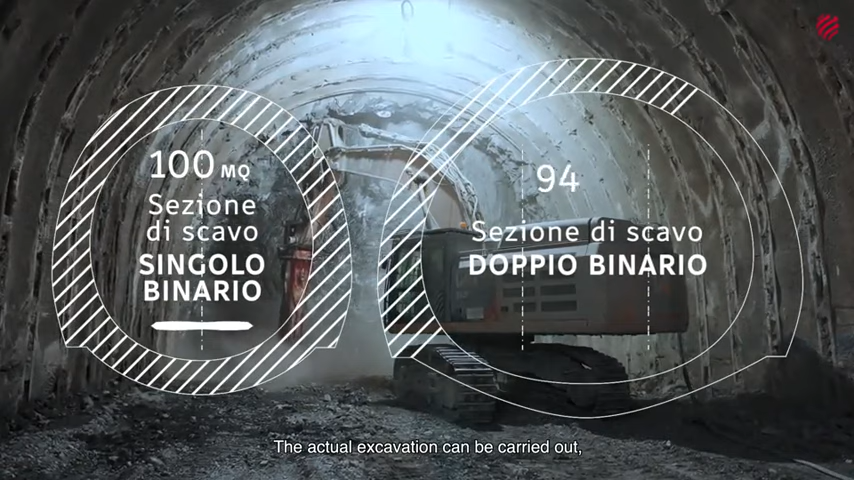 100 MQ
Sezione
di scavo
SINGOLO
BINARIO
94
Sezione di scavo
DOPPIO BINARIO
The actual excavation can be carried out,